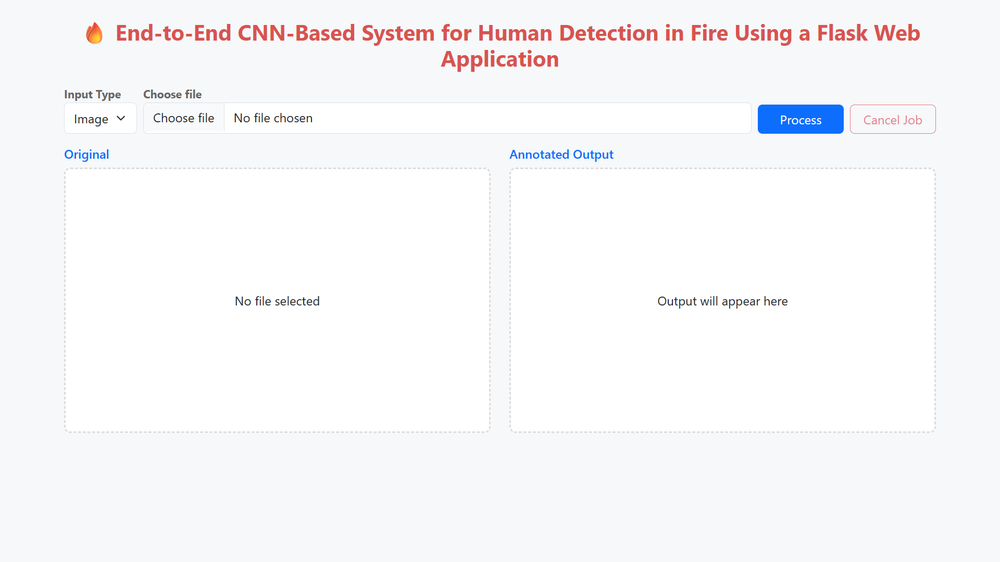 🔥 End-to-End CNN-Based System for Human Detection in Fire Using a Flask Web
Application
Input Type
Choose file
Image
Choose file
No file chosen
Process
Cancel Job
Original
Annotated Output
No file selected
Output will appear here